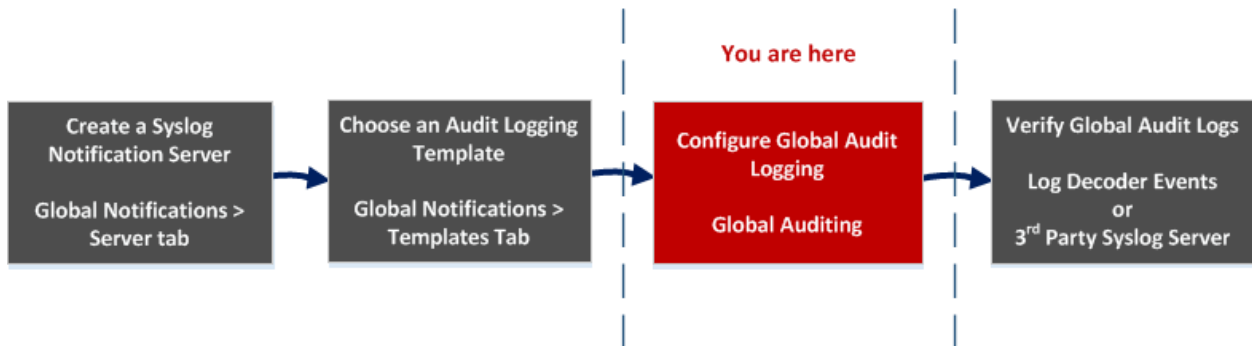 You are here
Create a Syslog
Notification Server
Global Notifications >
Server tab
Choose an Audit Logging
Template
Global Notifications >
Templates Tab
Configure Global Audit
Logging
Global Auditing
Verify Global Audit Logs
Log Decoder Events
or
3rd Party Syslog Server